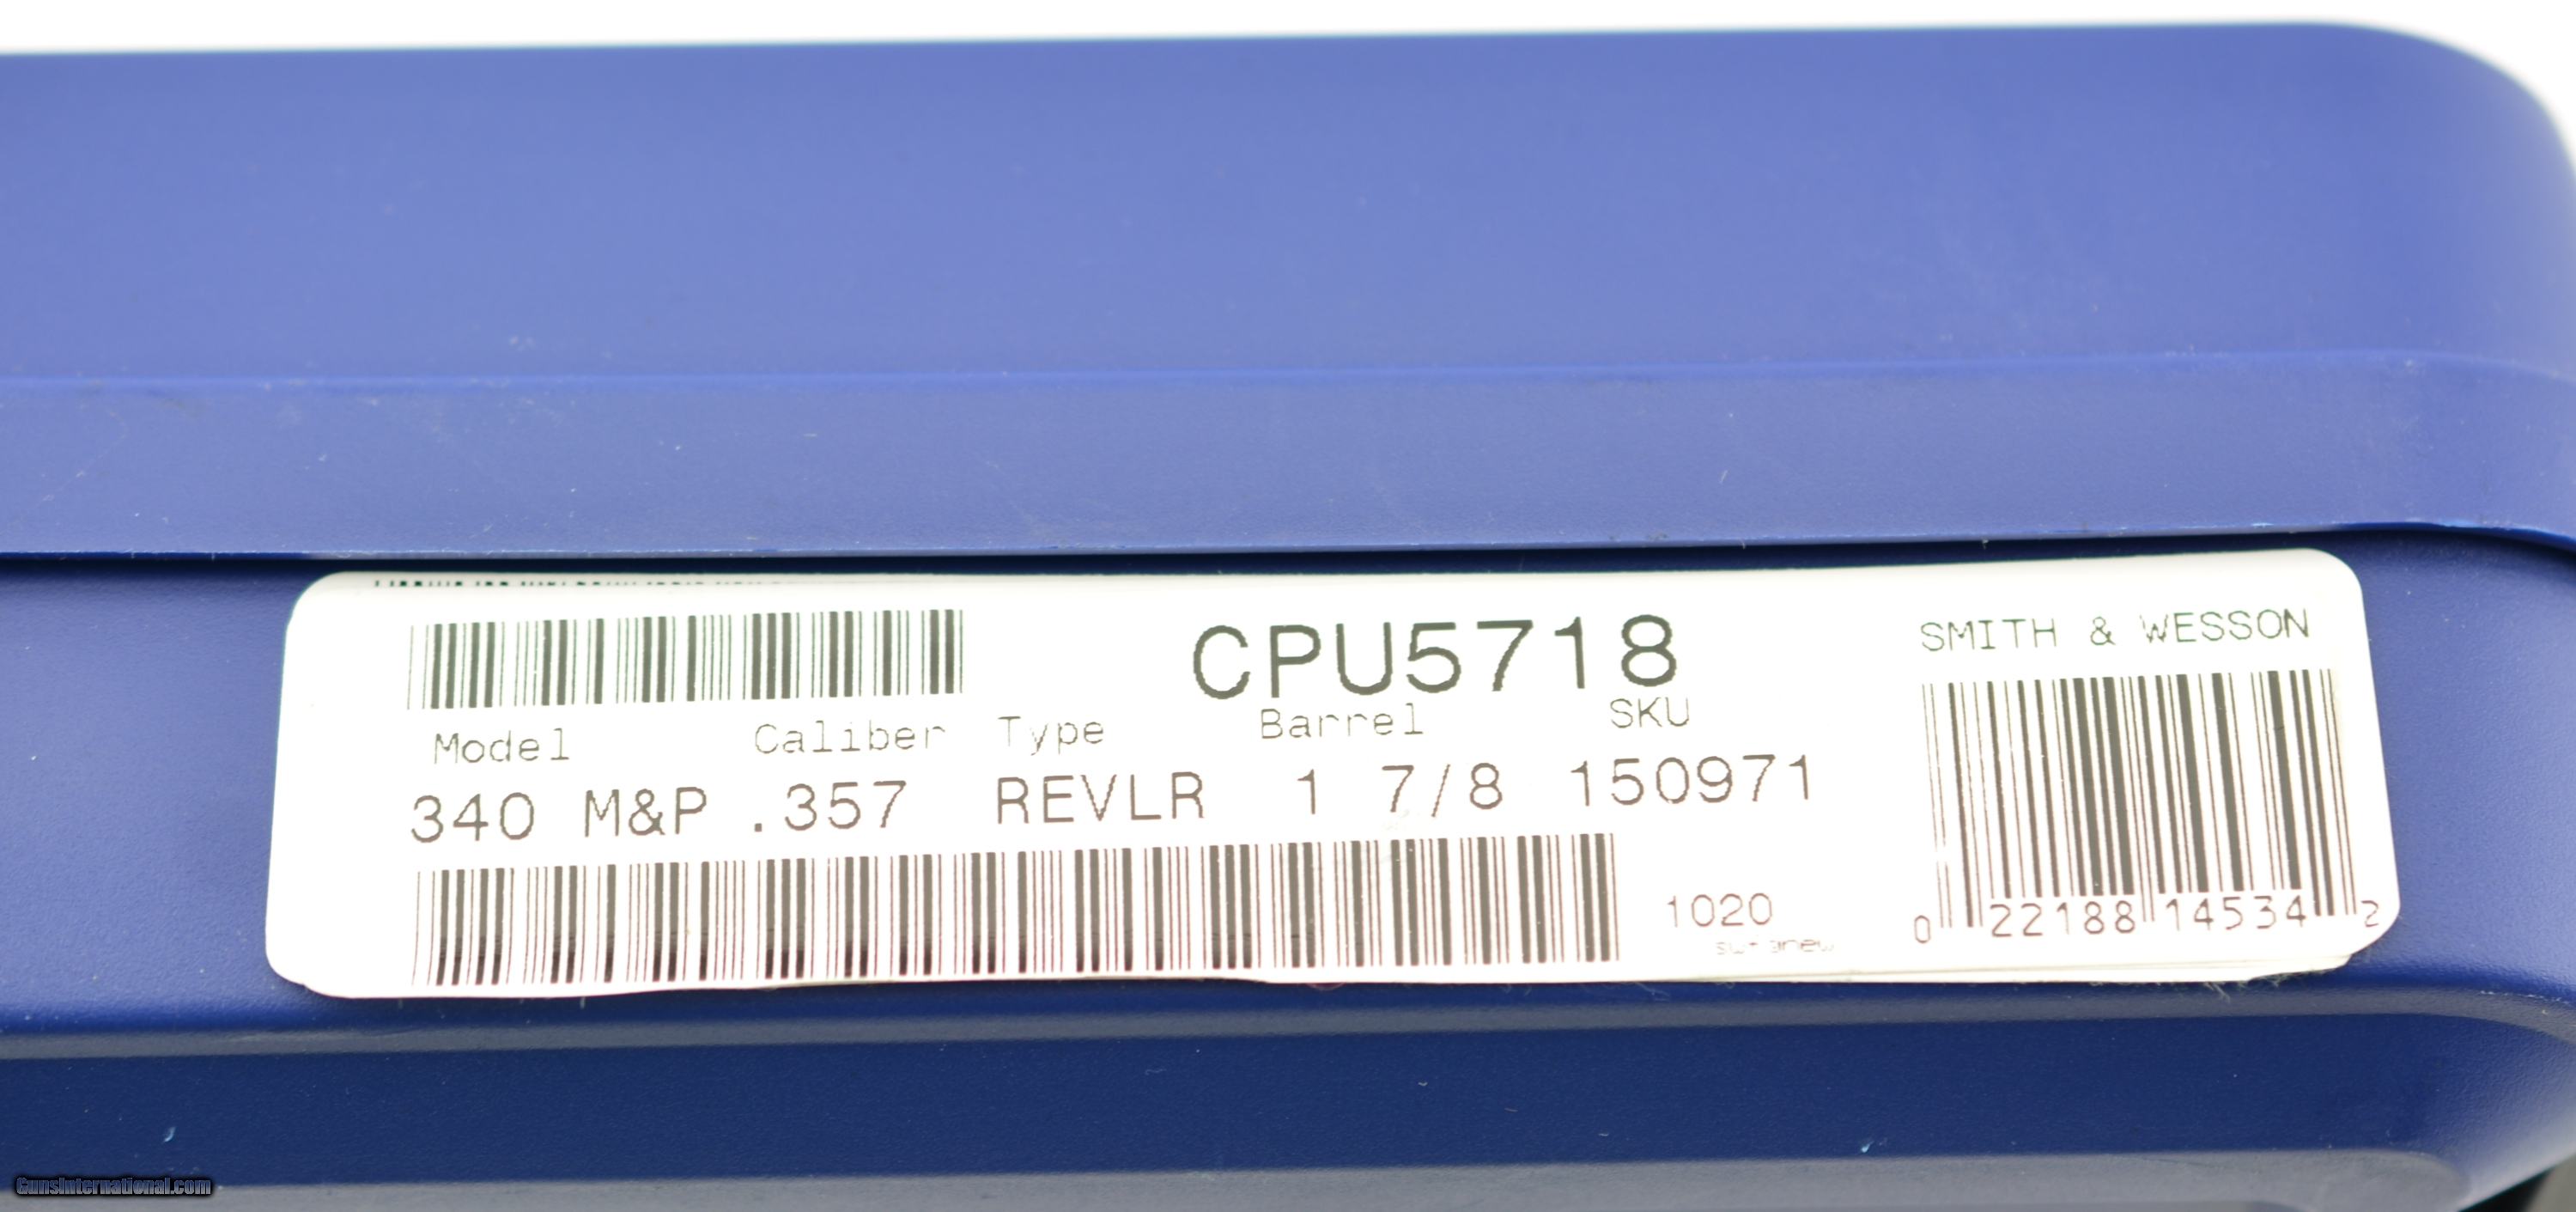 CPU5718
SMITH & WESSON
Model Caliber Type Barrel SKU
340 M&P .357 REVLR 1 7/8 150971
1020
0 22188 14534 2
GunsInternational.com